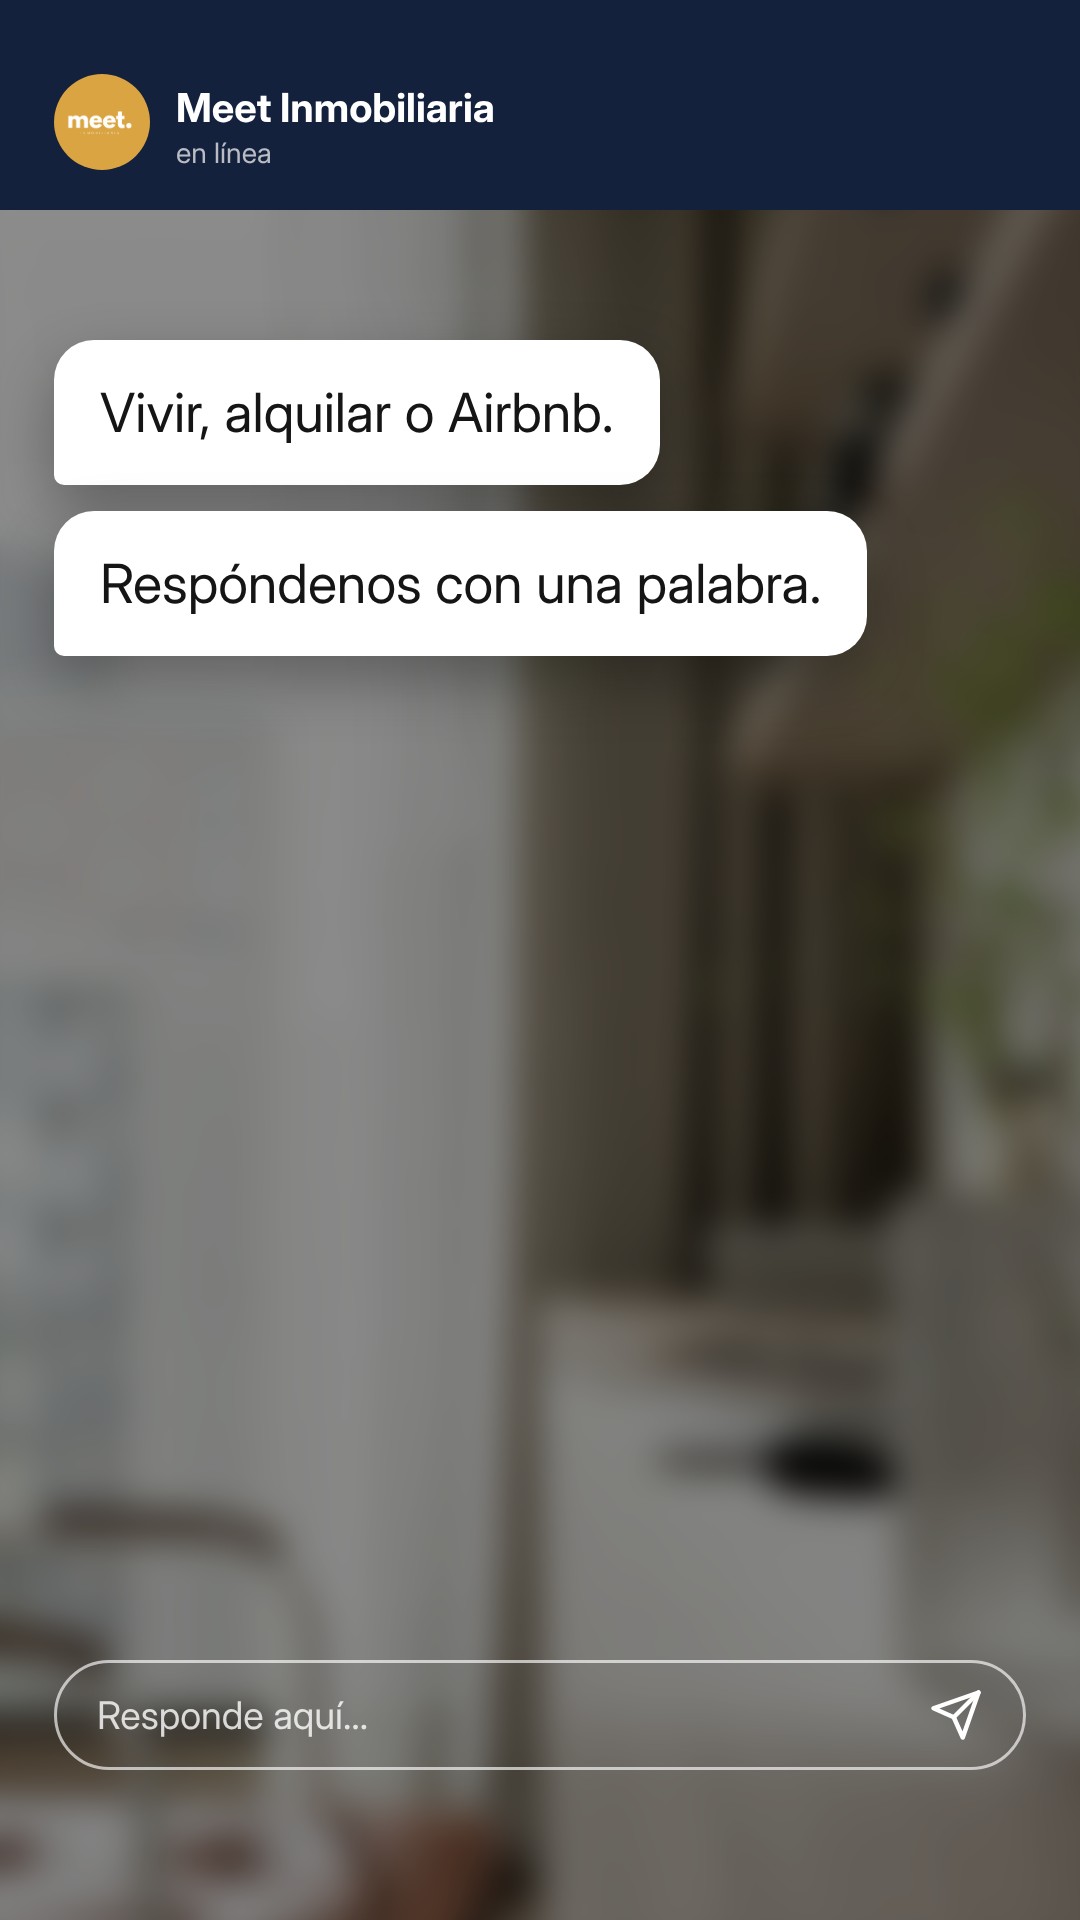 meet.
Meet Inmobiliaria
en línea
Vivir, alquilar o Airbnb.
Respóndenos con una palabra.
Responde aquí...